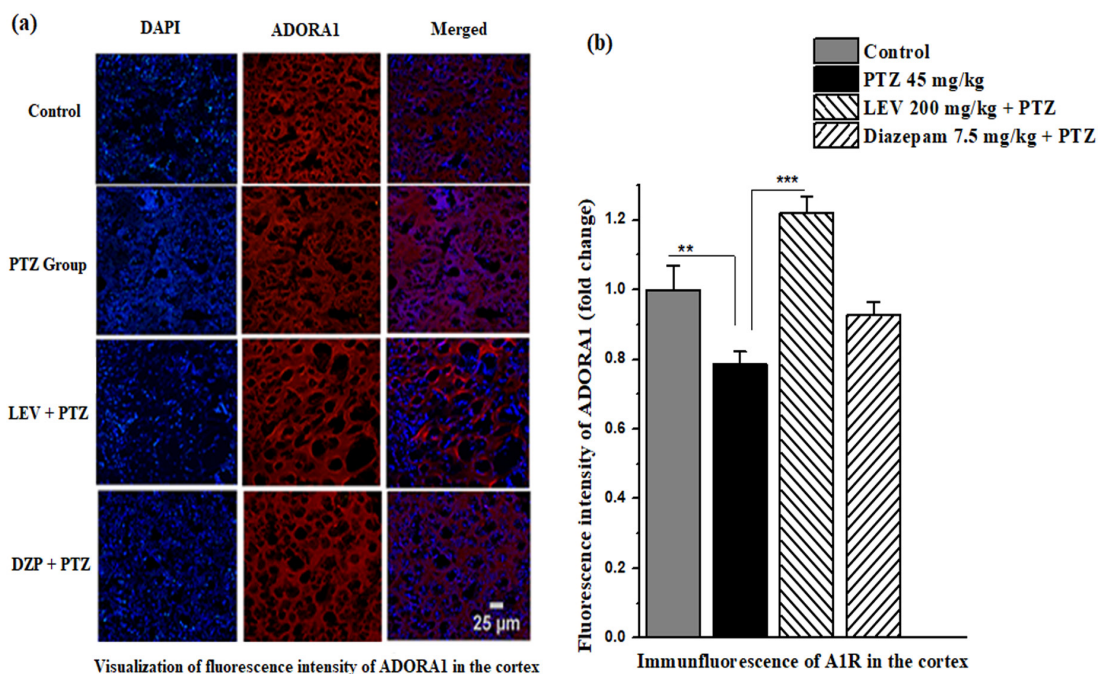 (a)
DAPI ADORA1 Merged
Control
PTZ Group
LEV + PTZ
DZP + PTZ
25 µm
Visualization of fluorescence intensity of ADORA1 in the cortex
(b)
Control
PTZ 45 mg/kg
LEV 200 mg/kg + PTZ
Diazepam 7.5 mg/kg + PTZ
Fluorescence intensity of ADORA1 (fold change)
1.2
1.0
0.8
0.6
0.4
0.2
0.0
**
***
Immunfluorescence of A1R in the cortex